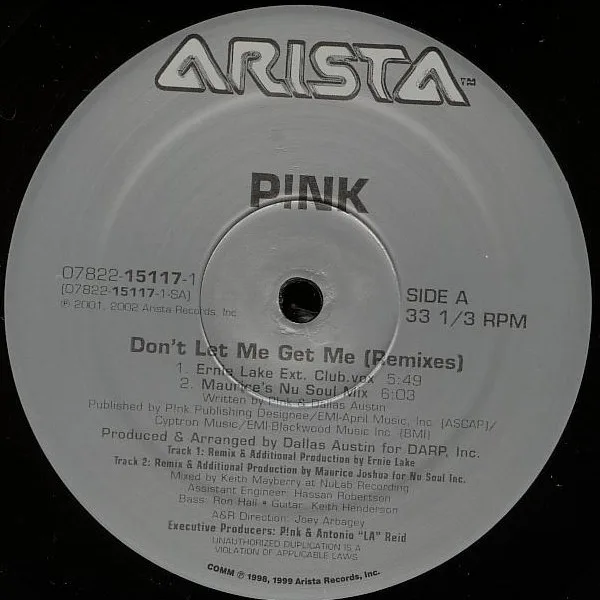 ARISTA™
P!NK
07822-15117-1
(07822-15117-1-SA)
℗ 2001, 2002 Arista Records, Inc.
SIDE A
33 1/3 RPM
Don't Let Me Get Me (Remixes)
1. Ernie Lake Ext. Club.vox 5:49
2. Maurice's Nu Soul Mix 6:03
Written by P!nk & Dallas Austin
Published by P!nk Publishing Designee/EMI-April Music, Inc. (ASCAP)/
Cyptron Music/EMI-Blackwood Music Inc. (BMI)
Produced & Arranged by Dallas Austin for DARP, Inc.
Track 1: Remix & Additional Production by Ernie Lake
Track 2: Remix & Additional Production by Maurice Joshua for Nu Soul Inc.
Mixed by Keith Mayberry at NuLab Recording
Assistant Engineer: Hassan Robertson
Bass: Ron Hall • Guitar: Keith Henderson
A&R Direction: Joey Arbagey
Executive Producers: P!nk & Antonio "LA" Reid
UNAUTHORIZED DUPLICATION IS A
VIOLATION OF APPLICABLE LAWS
COMM ℗ 1998, 1999 Arista Records, Inc.